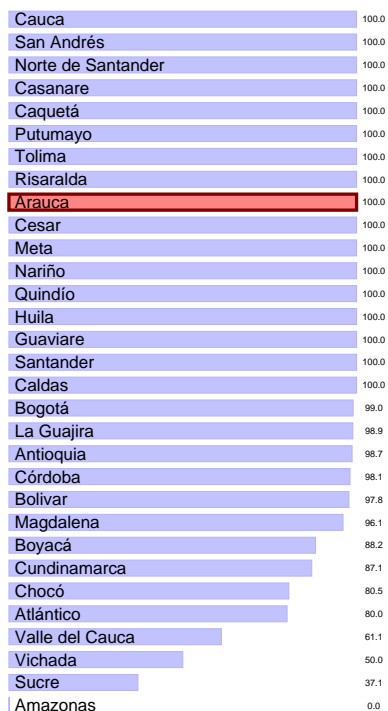 Cauca 100.0
San Andrés 100.0
Norte de Santander 100.0
Casanare 100.0
Caquetá 100.0
Putumayo 100.0
Tolima 100.0
Risaralda 100.0
Arauca 100.0
Cesar 100.0
Meta 100.0
Nariño 100.0
Quindío 100.0
Huila 100.0
Guaviare 100.0
Santander 100.0
Caldas 100.0
Bogotá 99.0
La Guajira 98.9
Antioquia 98.7
Córdoba 98.1
Bolivar 97.8
Magdalena 96.1
Boyacá 88.2
Cundinamarca 87.1
Chocó 80.5
Atlántico 80.0
Valle del Cauca 61.1
Vichada 50.0
Sucre 37.1
Amazonas 0.0